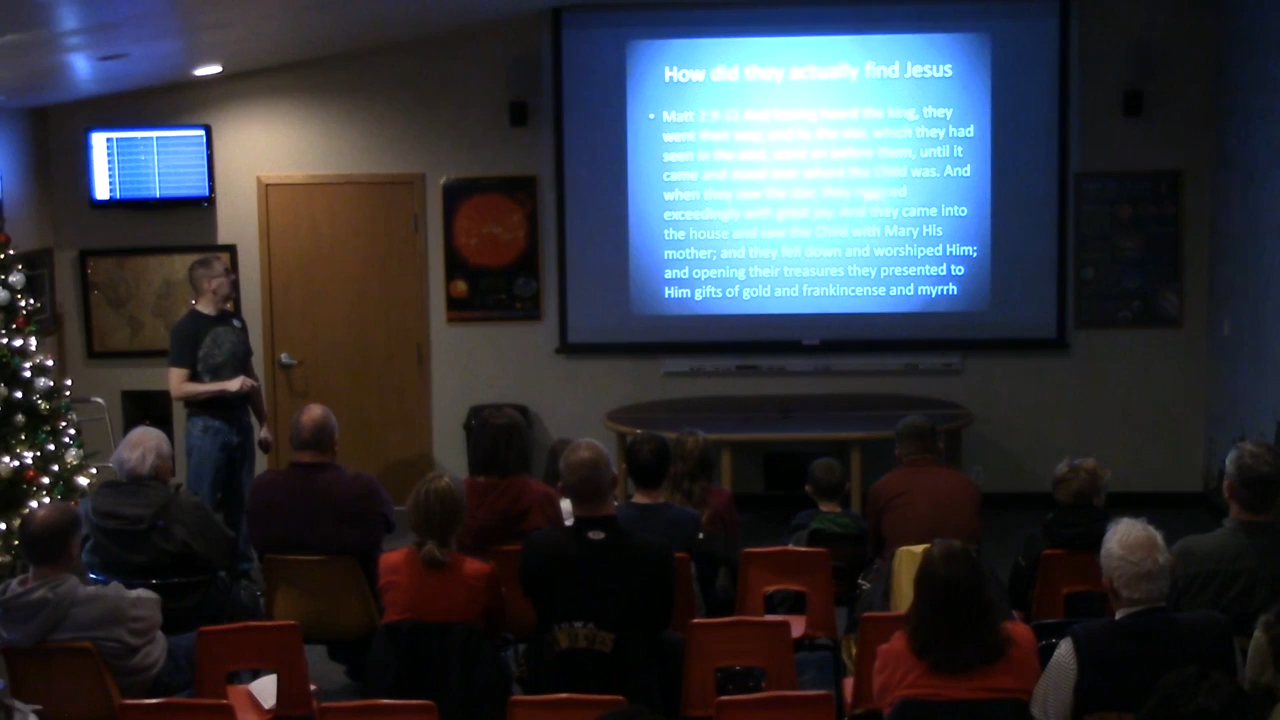 How did they actually find Jesus
• Matt 2:9-11 And having heard the king, they
went their way; and the star, which they had
seen in the east, went before them, until it
came and stood over where the Child was. And
when they saw the star, they rejoiced
exceedingly with great joy. And they came into
the house and saw the Child with Mary His
mother; and they fell down and worshiped Him;
and opening their treasures they presented to
Him gifts of gold and frankincense and myrrh
IOWA